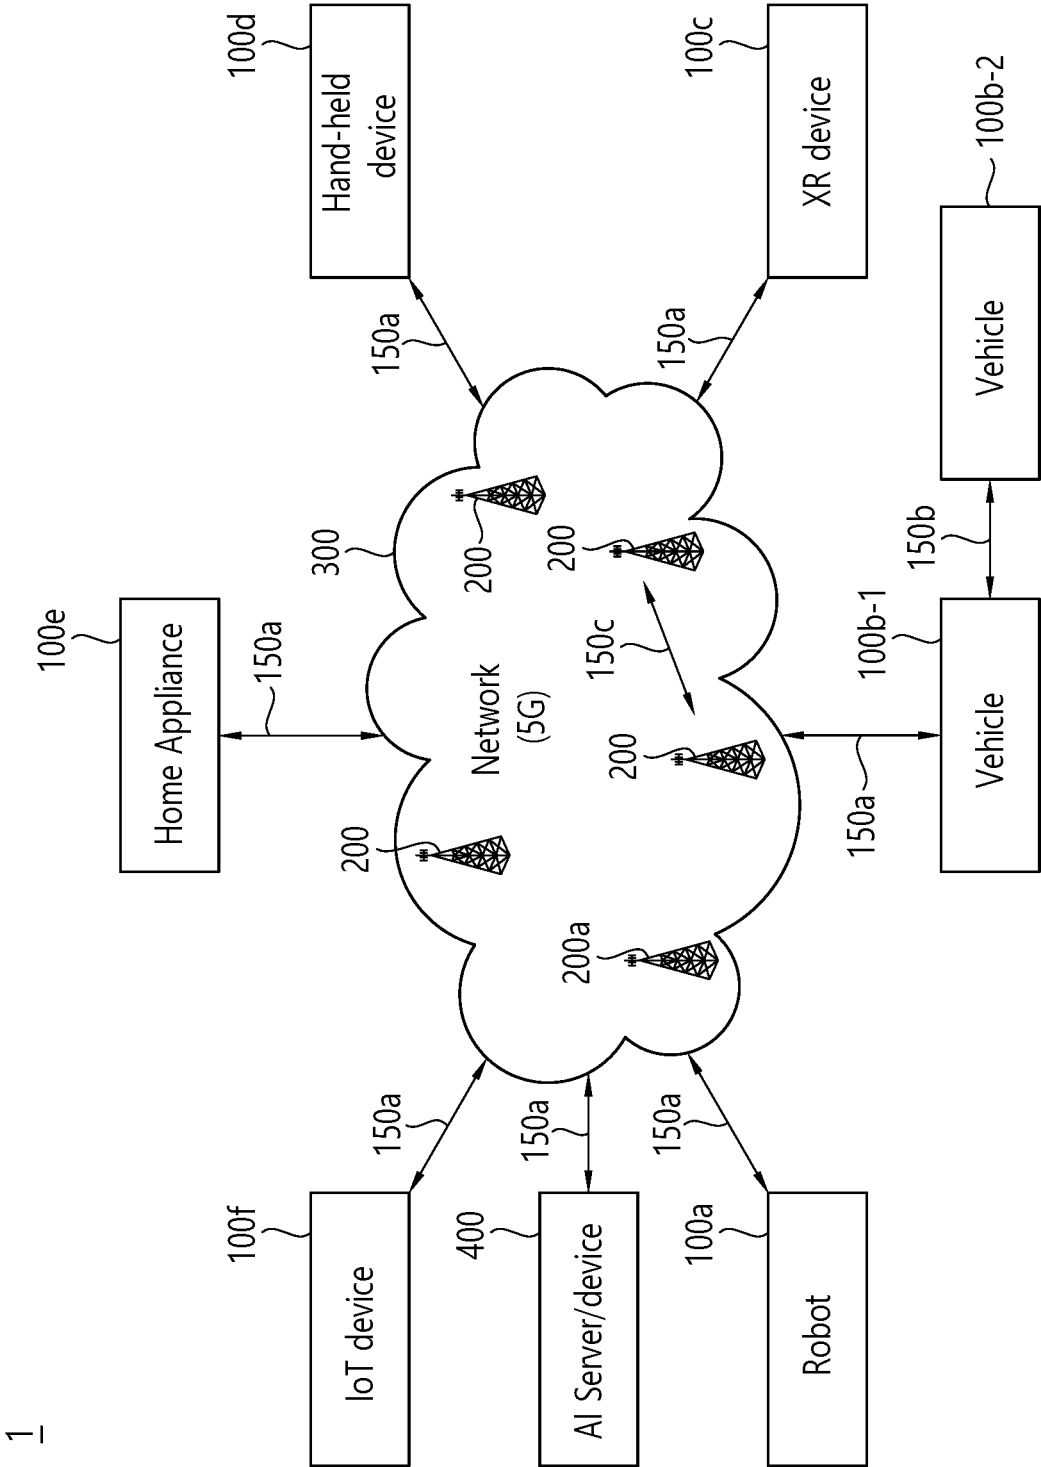 1
100e
Home Appliance
150a
100f
IoT device
150a
300
100d
Hand-held
device
150a
200
200
Network
(5G)
400
AI Server/device
150a
200a
200
150c
200
100a
Robot
150a
100c
XR device
150a
150a
100b-1
Vehicle
150b
100b-2
Vehicle